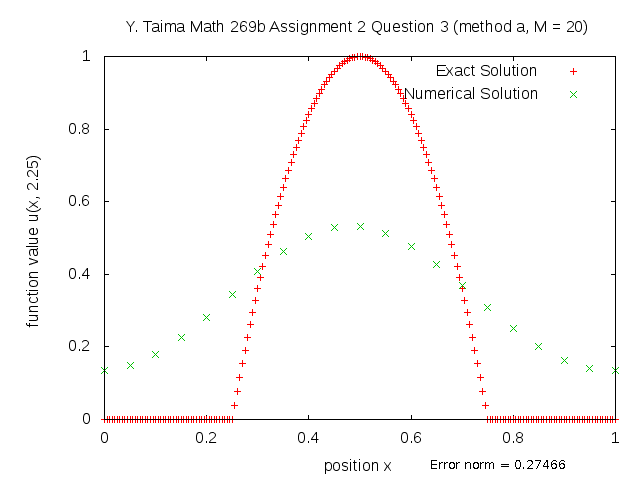 Y. Taima Math 269b Assignment 2 Question 3 (method a, M = 20)
Exact Solution
Numerical Solution
function value u(x, 2.25)
1
0.8
0.6
0.4
0.2
0
0 0.2 0.4 0.6 0.8 1
position x
Error norm = 0.27466